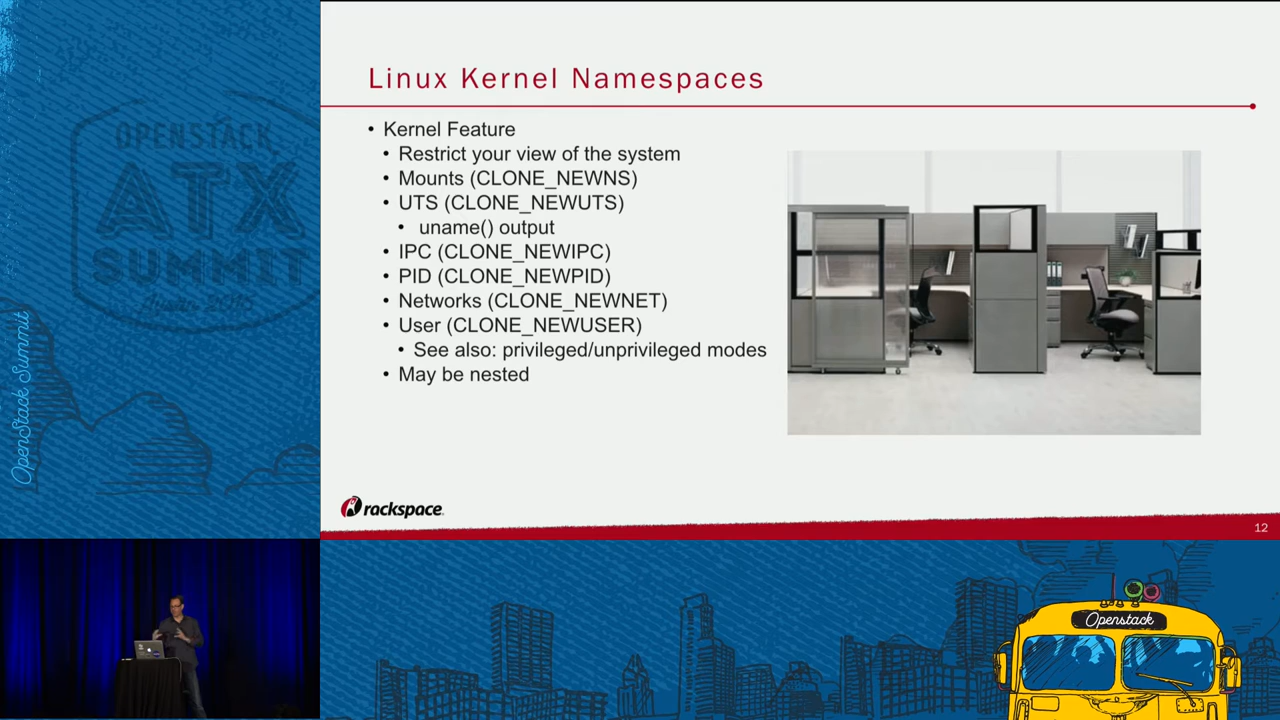 OPENSTACK
ATX
SUMMIT
OpenStack Summit
Linux Kernel Namespaces
• Kernel Feature
• Restrict your view of the system
• Mounts (CLONE_NEWNS)
• UTS (CLONE_NEWUTS)
• uname() output
• IPC (CLONE_NEWIPC)
• PID (CLONE_NEWPID)
• Networks (CLONE_NEWNET)
• User (CLONE_NEWUSER)
• See also: privileged/unprivileged modes
• May be nested
rackspace.
12
Openstack